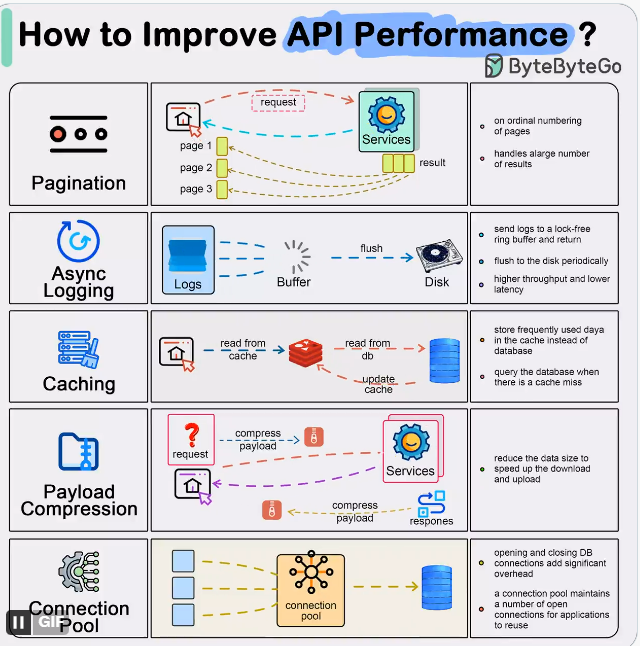 How to Improve API Performance ?
ByteByteGo
Pagination
request
Services
page 1
page 2
page 3
result
on ordinal numbering
of pages
handles alarge number
of results
Async
Logging
Logs
Buffer
flush
Disk
send logs to a lock-free
ring buffer and return
flush to the disk periodically
higher throughput and lower
latency
Caching
read from
cache
read from
db
update
cache
store frequently used daya
in the cache instead of
database
query the database when
there is a cache miss
Payload
Compression
request
compress
payload
Services
compress
payload
respones
reduce the data size to
speed up the download
and upload
Connection
Pool
GIF
connection
pool
opening and closing DB
connections add significant
overhead
a connection pool maintains
a number of open
connections for applications
to reuse